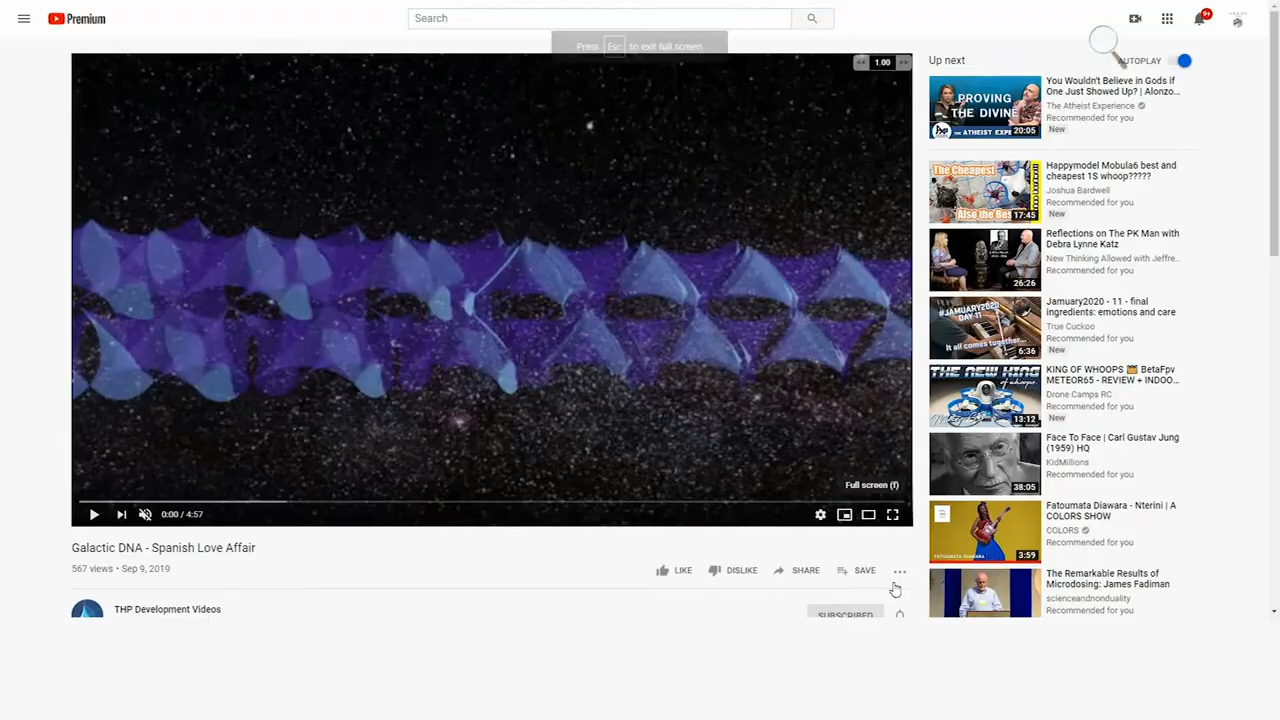 Premium
Search
9+
Press Esc to exit full screen
<< 1.00 >>
Full screen (f)
0:00 / 4:57
Galactic DNA - Spanish Love Affair
567 views • Sep 9, 2019
LIKE
DISLIKE
SHARE
SAVE
THP Development Videos
SUBSCRIBED
Up next
AUTOPLAY
PROVING
THE DIVINE
THE ATHEIST EXPE
20:05
You Wouldn't Believe in Gods if
One Just Showed Up? | Alonzo...
The Atheist Experience
Recommended for you
New
The Cheapest
Also the Bes
17:45
Happymodel Mobula6 best and
cheapest 1S whoop?????
Joshua Bardwell
Recommended for you
New
26:26
Reflections on The PK Man with
Debra Lynne Katz
New Thinking Allowed with Jeffre...
Recommended for you
#JAMUARY2020
DAY 11
It all comes together...
6:36
Jamuary2020 - 11 - final
ingredients: emotions and care
True Cuckoo
Recommended for you
New
THE NEW KING
of whoops
13:12
KING OF WHOOPS 👑 BetaFpv
METEOR65 - REVIEW + INDOO...
Drone Camps RC
Recommended for you
New
38:05
Face To Face | Carl Gustav Jung
(1959) HQ
KidMillions
Recommended for you
FATOUMATA DIAWARA
3:59
Fatoumata Diawara - Nterini | A
COLORS SHOW
COLORS
Recommended for you
The Remarkable Results of
Microdosing: James Fadiman
scienceandnonduality
Recommended for you